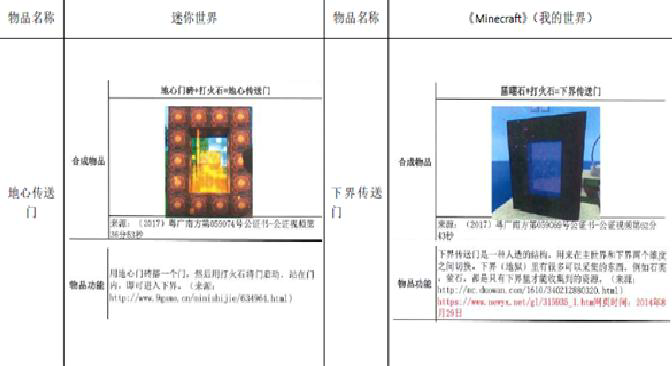 物品名称
迷你世界
物品名称
《Minecraft》(我的世界)
地心传送
门
地心门砖+打火石=地心传送门
合成物品
来源:(2017)粤广南方第059074号公证书-公证视频第
36分53秒
物品功能
用地心门砖搭一个门,然后用打火石将门启动,站在门
内,即可进入下界。(来源:
http://www.9game.cn/minishijie/634964.html)
下界传送
门
黑曜石+打火石=下界传送门
合成物品
来源:(2017)粤广南方第059069号公证书-公证视频第62分
43秒
物品功能
下界传送门是一种人造的结构,用来在主世界和下界两个维度
之间切换。下界(地狱)里有很多可以采集的东西,例如石英
,萤石,都是只有下界里才能收集到的资源。(来源:
http://mc.duowan.com/1610/340212880320.html)
https://www.newyx.net/gl/315035_1.htm网页时间:2014年8
月29日